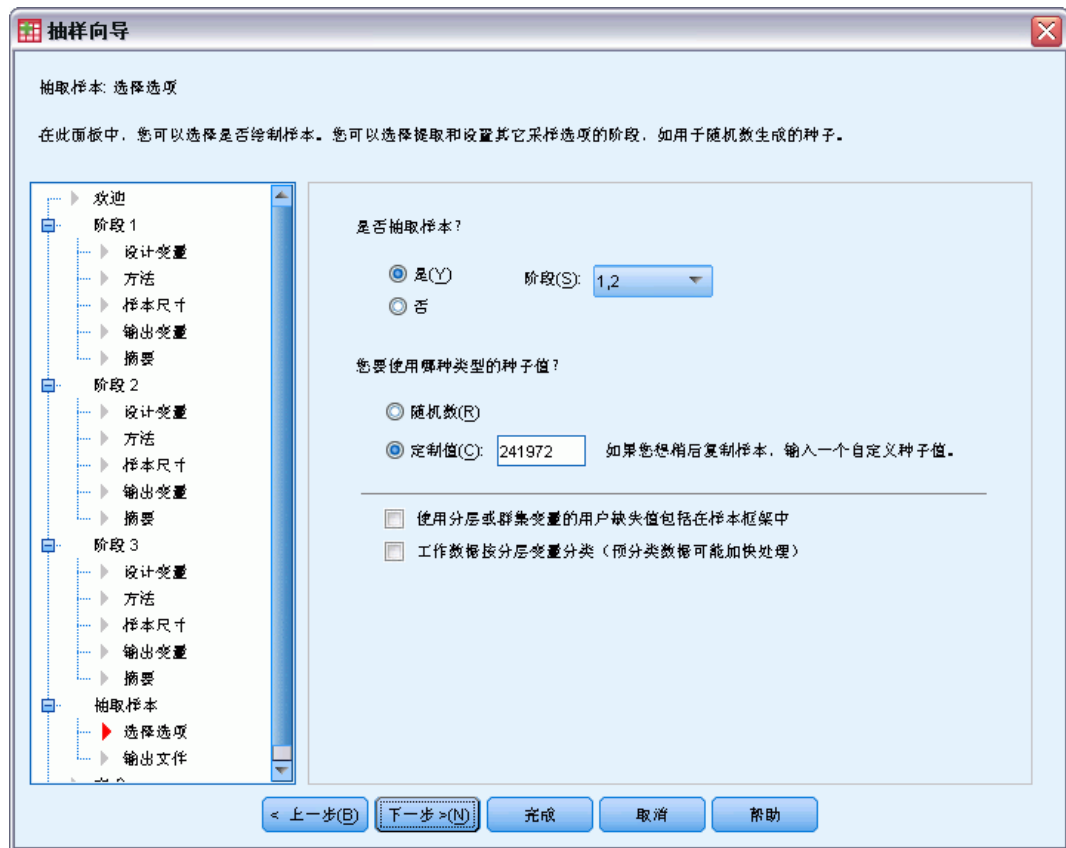 抽样向导
抽取样本: 选择选项
在此面板中，您可以选择是否绘制样本。您可以选择提取和设置其它采样选项的阶段，如用于随机数生成的种子。
欢迎
阶段 1
设计变量
方法
样本尺寸
输出变量
摘要
阶段 2
设计变量
方法
样本尺寸
输出变量
摘要
阶段 3
设计变量
方法
样本尺寸
输出变量
摘要
抽取样本
选择选项
输出文件
是否抽取样本?
是(Y) 阶段(S): 1,2
否
您要使用哪种类型的种子值?
随机数(R)
定制值(C): 241972 如果您想稍后复制样本，输入一个自定义种子值。
使用分层或群集变量的用户缺失值包括在样本框架中
工作数据按分层变量分类（预分类数据可能加快处理）
< 上一步(B) 下一步 >(N) 完成 取消 帮助